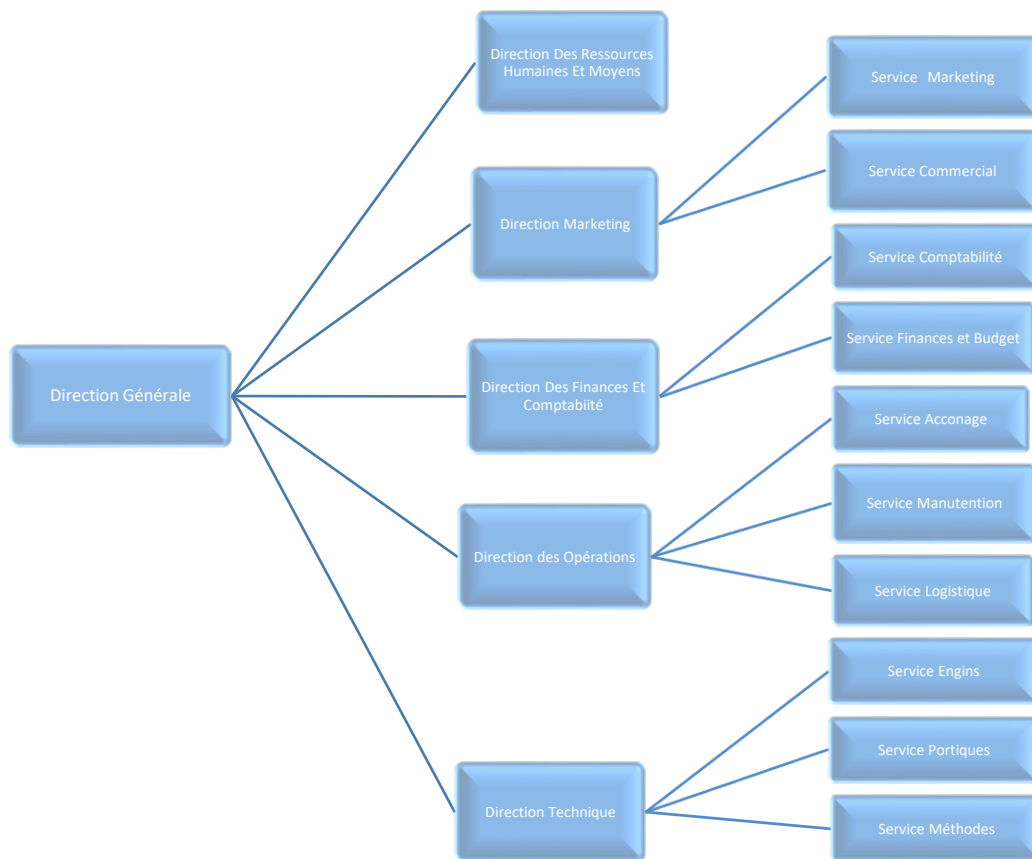 Direction Générale
Direction Des Ressources
Humaines Et Moyens
Direction Marketing
Service Marketing
Service Commercial
Direction Des Finances Et
Comptabiité
Service Comptabilité
Service Finances et Budget
Direction des Opérations
Service Acconage
Service Manutention
Service Logistique
Direction Technique
Service Engins
Service Portiques
Service Méthodes